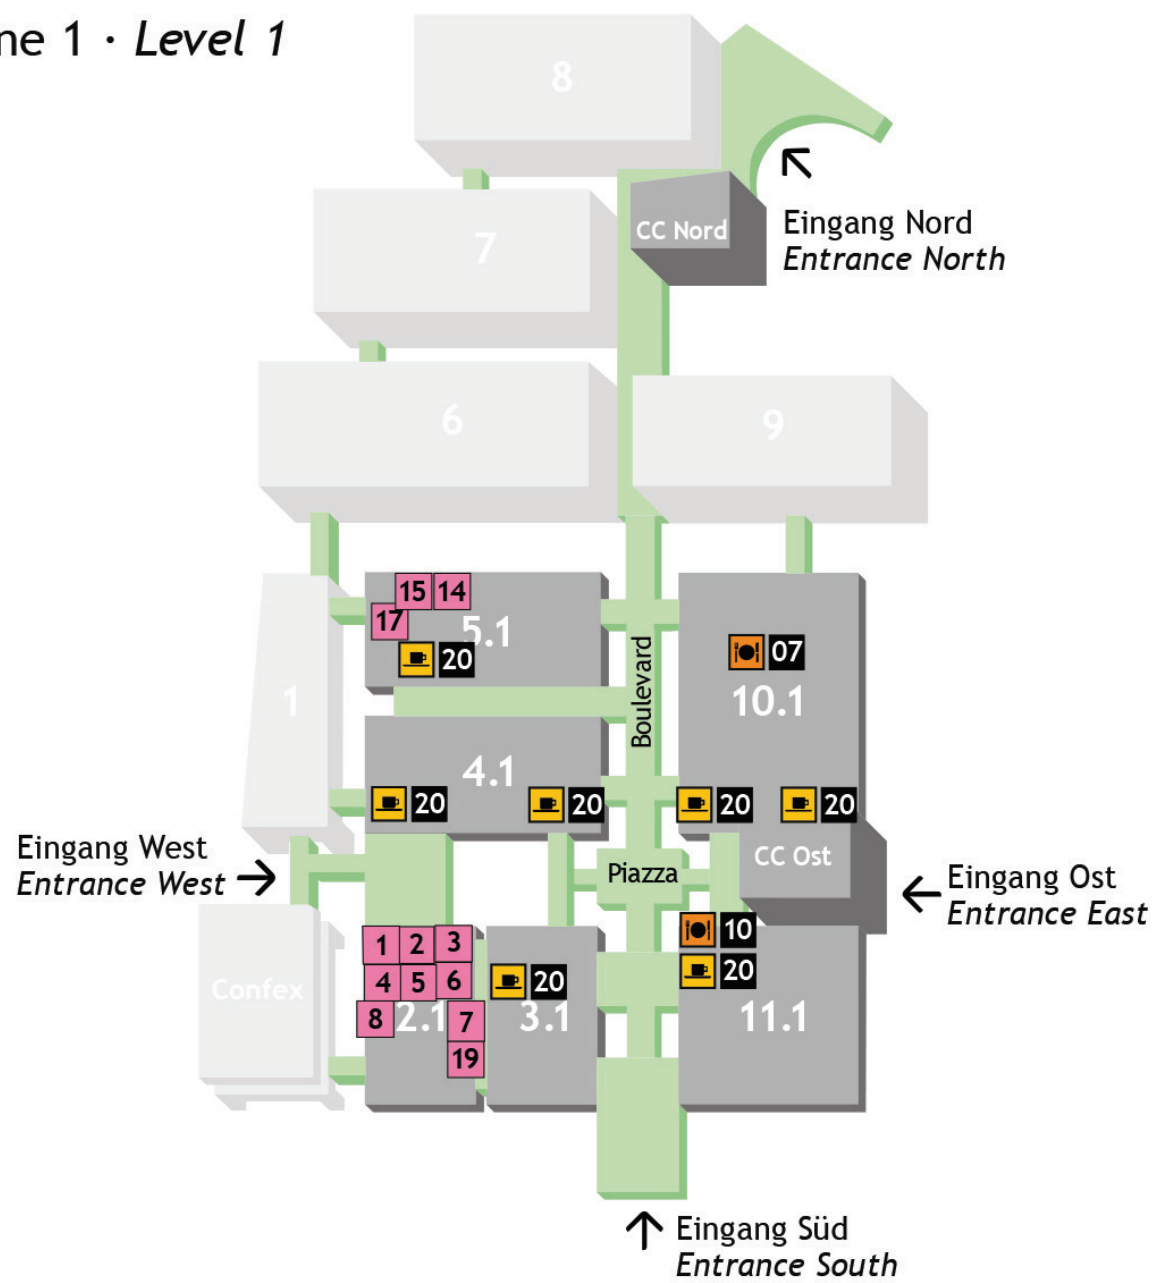 ne 1 · Level 1
8
CC Nord
Eingang Nord
Entrance North
7
6
9
15 14
17
5.1
20
07
10.1
Boulevard
1
4.1
20
20
20
20
Eingang West
Entrance West
Piazza
CC Ost
Eingang Ost
Entrance East
1 2 3
4 5 6
8 2.1 7
19
20
3.1
10
20
11.1
Confex
Eingang Süd
Entrance South